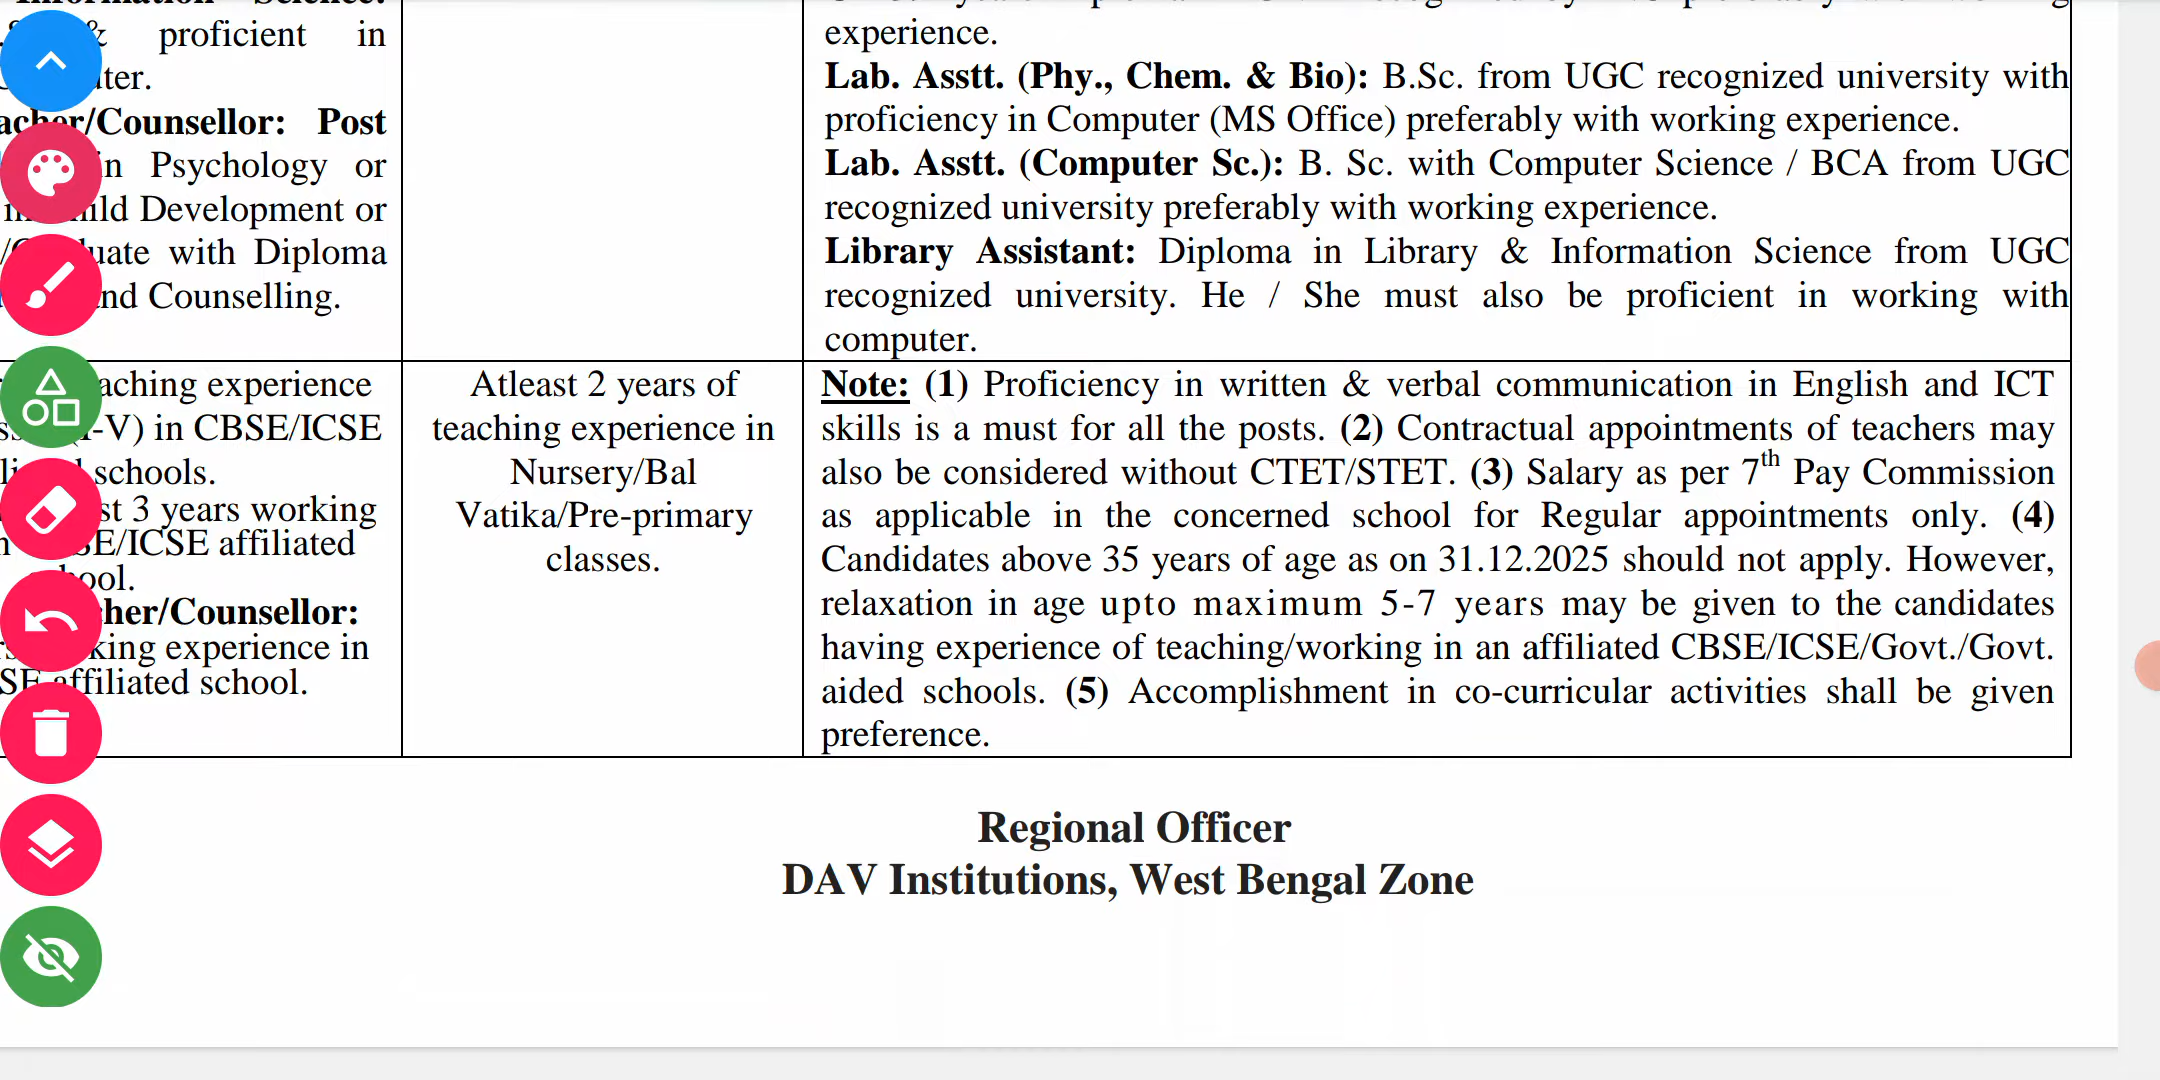 proficient in
acher/Counsellor: Post
in Psychology or
Development or
with Diploma
and Counselling.
aching experience
(I-V) in CBSE/ICSE
schools.
st 3 years working
CBSE/ICSE affiliated
school.
cher/Counsellor:
king experience in
affiliated school.
Atleast 2 years of
teaching experience in
Nursery/Bal
Vatika/Pre-primary
classes.
experience.
Lab. Asstt. (Phy., Chem. & Bio): B.Sc. from UGC recognized university with
proficiency in Computer (MS Office) preferably with working experience.
Lab. Asstt. (Computer Sc.): B. Sc. with Computer Science / BCA from UGC
recognized university preferably with working experience.
Library Assistant: Diploma in Library & Information Science from UGC
recognized university. He / She must also be proficient in working with
computer.
Note: (1) Proficiency in written & verbal communication in English and ICT
skills is a must for all the posts. (2) Contractual appointments of teachers may
also be considered without CTET/STET. (3) Salary as per 7th Pay Commission
as applicable in the concerned school for Regular appointments only. (4)
Candidates above 35 years of age as on 31.12.2025 should not apply. However,
relaxation in age upto maximum 5-7 years may be given to the candidates
having experience of teaching/working in an affiliated CBSE/ICSE/Govt./Govt.
aided schools. (5) Accomplishment in co-curricular activities shall be given
preference.
Regional Officer
DAV Institutions, West Bengal Zone